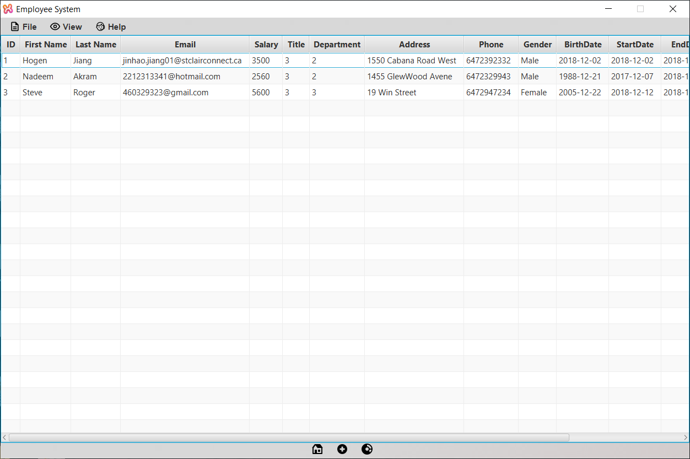 Employee System
File View Help
ID First Name Last Name Email Salary Title Department Address Phone Gender BirthDate StartDate EndD
1 Hogen Jiang jinhao.jiang01@stclairconnect.ca 3500 3 2 1550 Cabana Road West 6472392332 Male 2018-12-02 2018-12-02 2018-1
2 Nadeem Akram 2212313341@hotmail.com 2560 3 2 1455 GlewWood Avene 6472329943 Male 1988-12-21 2017-12-07 2018-1
3 Steve Roger 460329323@gmail.com 5600 3 3 19 Win Street 6472947234 Female 2005-12-22 2018-12-12 2018-1